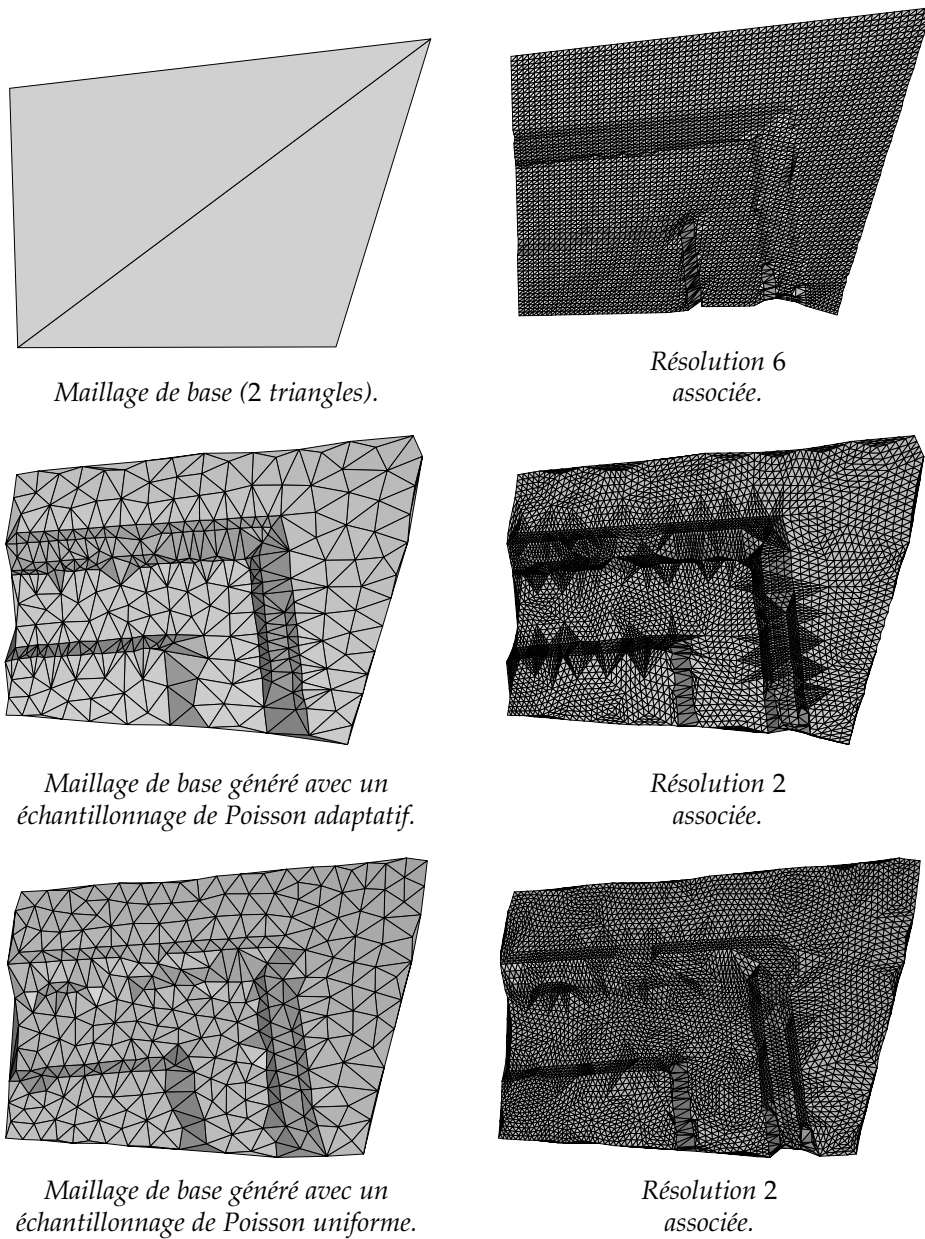 Maillage de base (2 triangles).
Résolution 6
associée.
Maillage de base généré avec un
échantillonnage de Poisson adaptatif.
Résolution 2
associée.
Maillage de base généré avec un
échantillonnage de Poisson uniforme.
Résolution 2
associée.